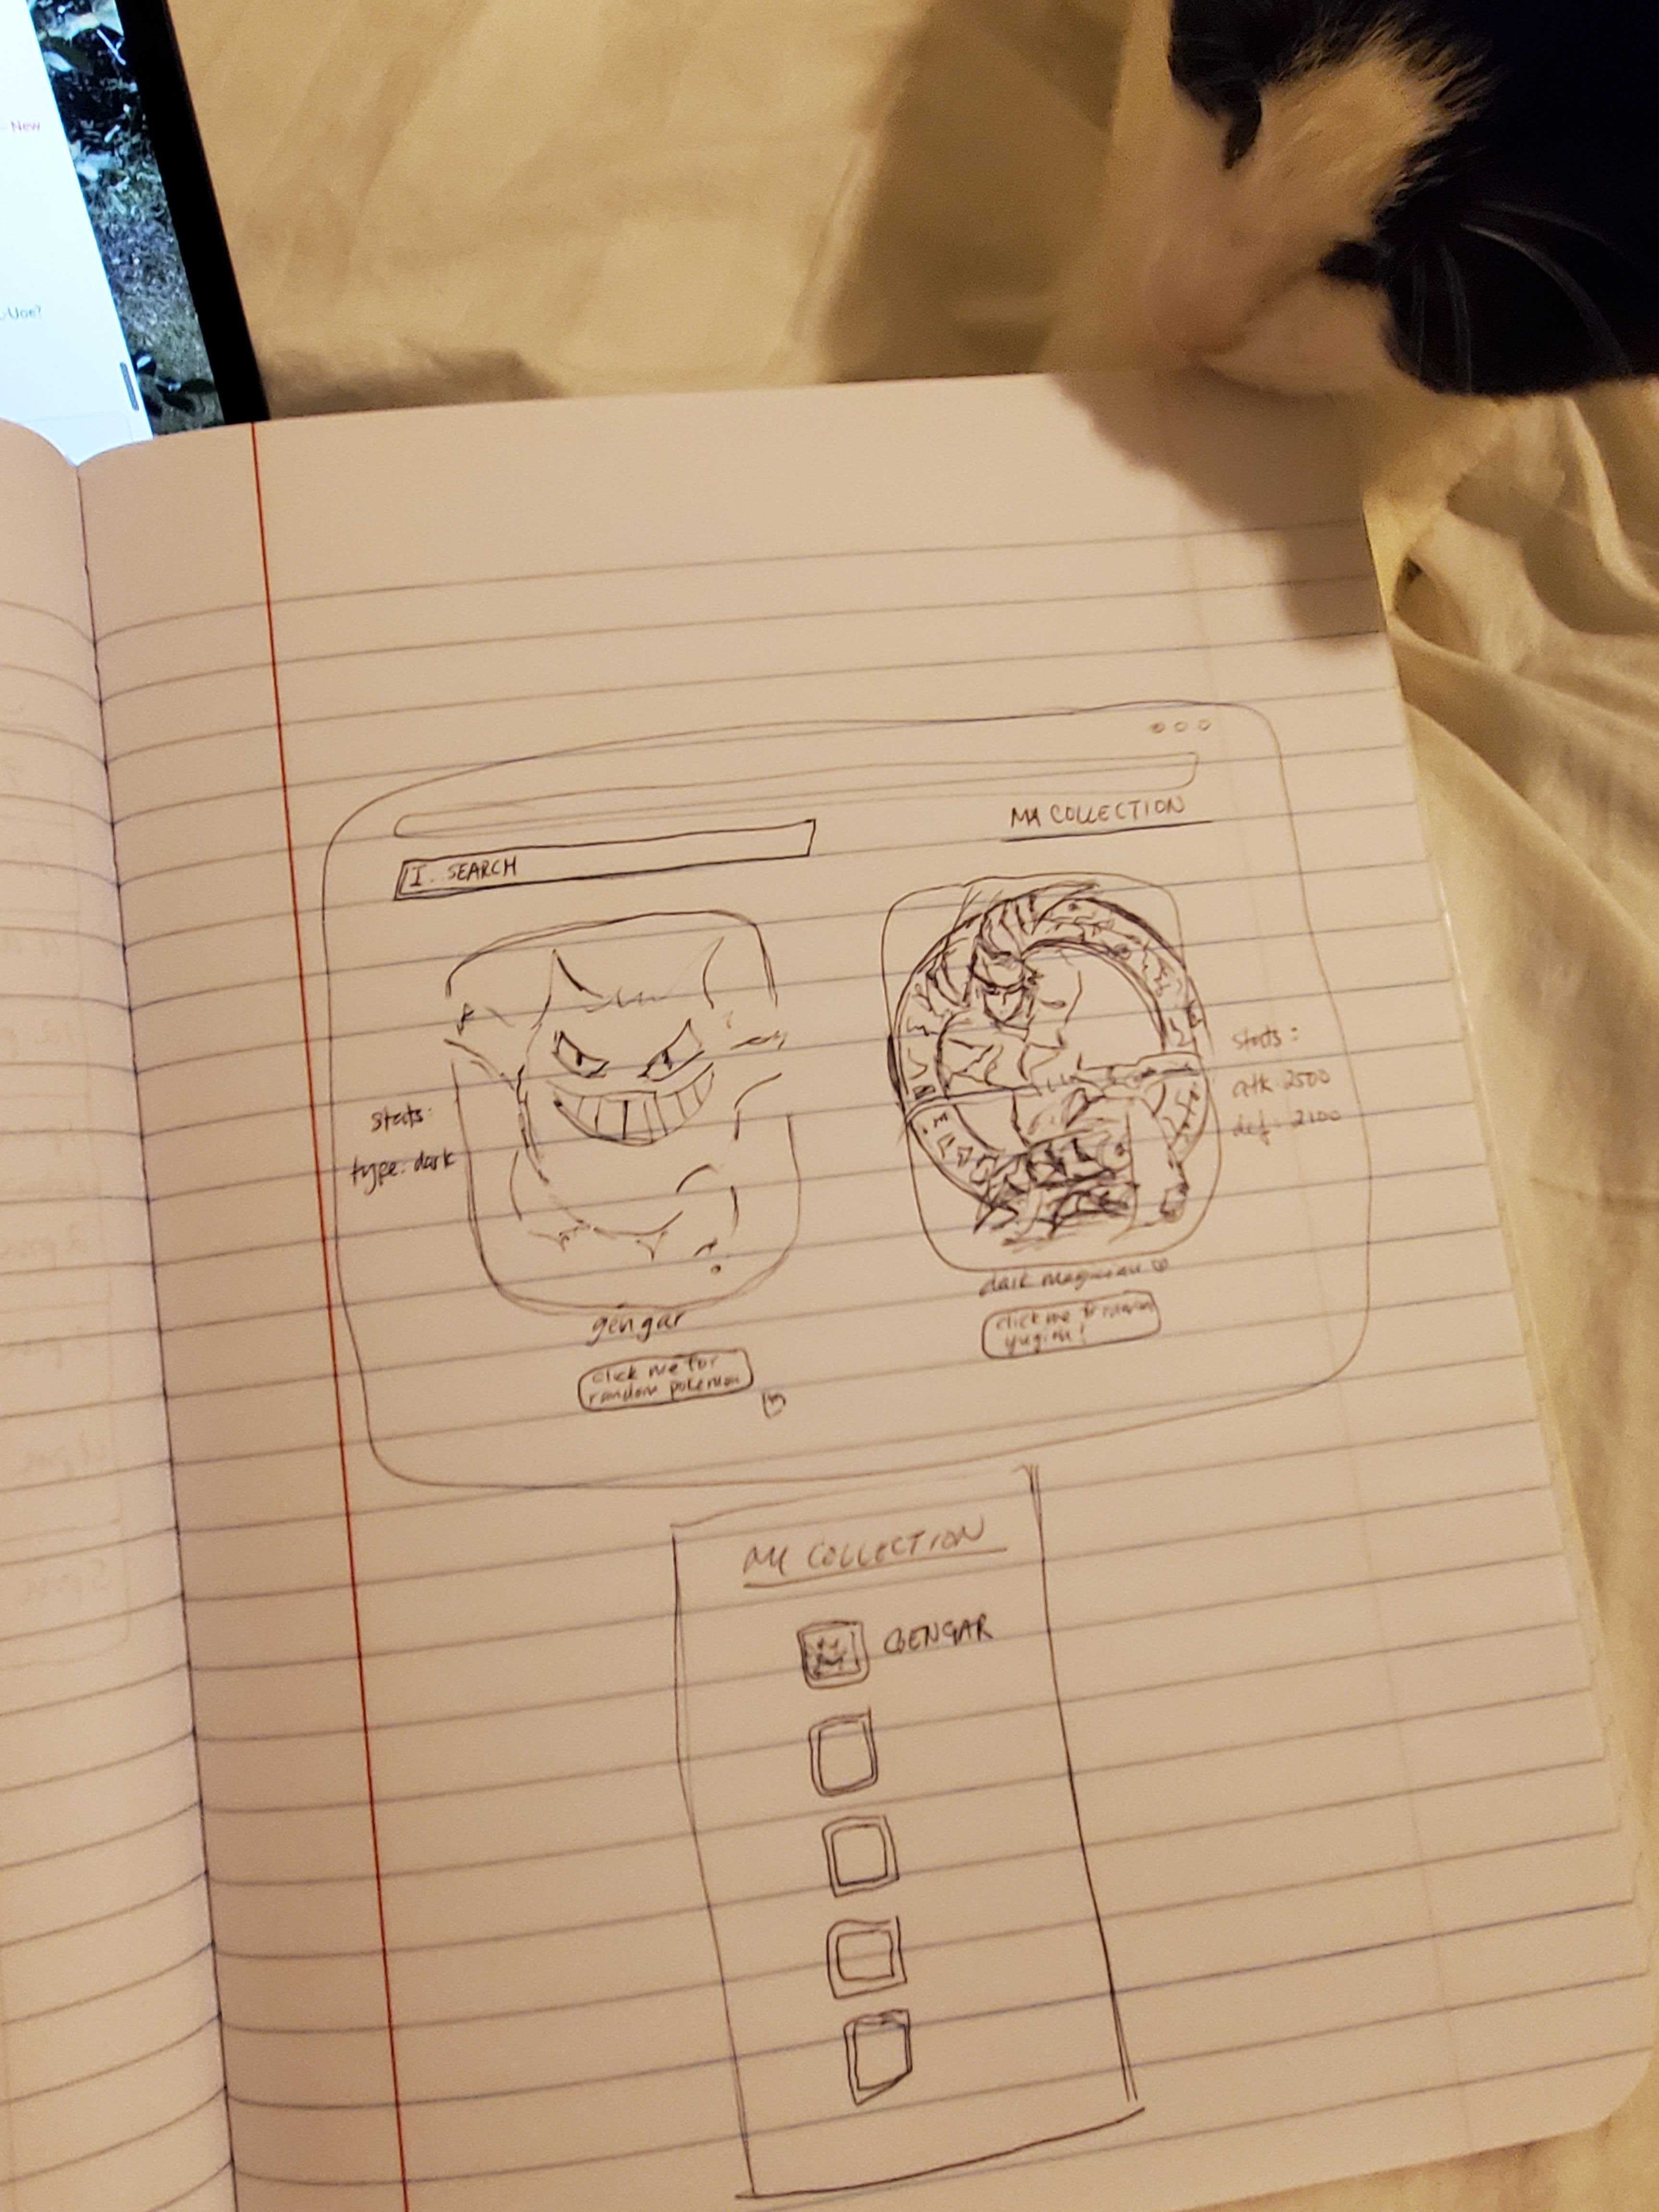 New
MY COLLECTION
I.. SEARCH
stats:
type: dark
stats:
atk: 2500
def: 2100
gengar
dark magician
click me for
random pokemon
click me for random
yugioh!
MY COLLECTION
GENGAR